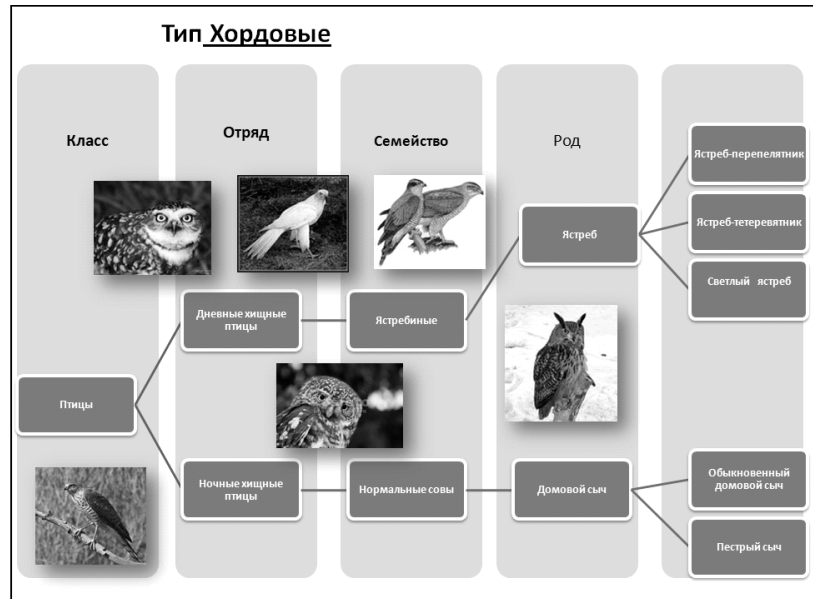 Тип Хордовые
Класс
Отряд
Семейство
Род
Ястреб-перепелятник
Ястреб-тетеревятник
Светлый ястреб
Ястреб
Дневные хищные
птицы
Ястребиные
Птицы
Ночные хищные
птицы
Нормальные совы
Домовой сыч
Обыкновенный
домовой сыч
Пестрый сыч